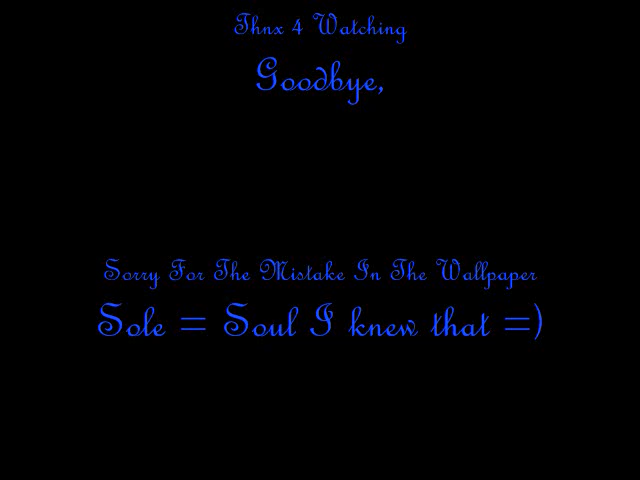 Thnx 4 Watching
Goodbye,
Sorry For The Mistake In The Wallpaper
Sole = Soul I knew that =)